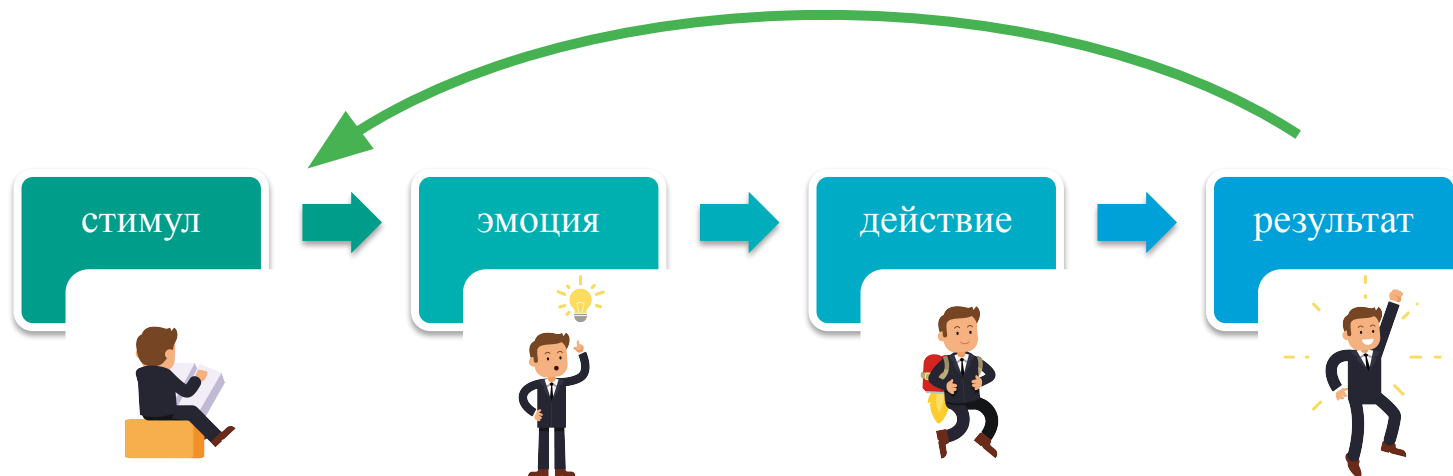 стимул
эмоция
действие
результат